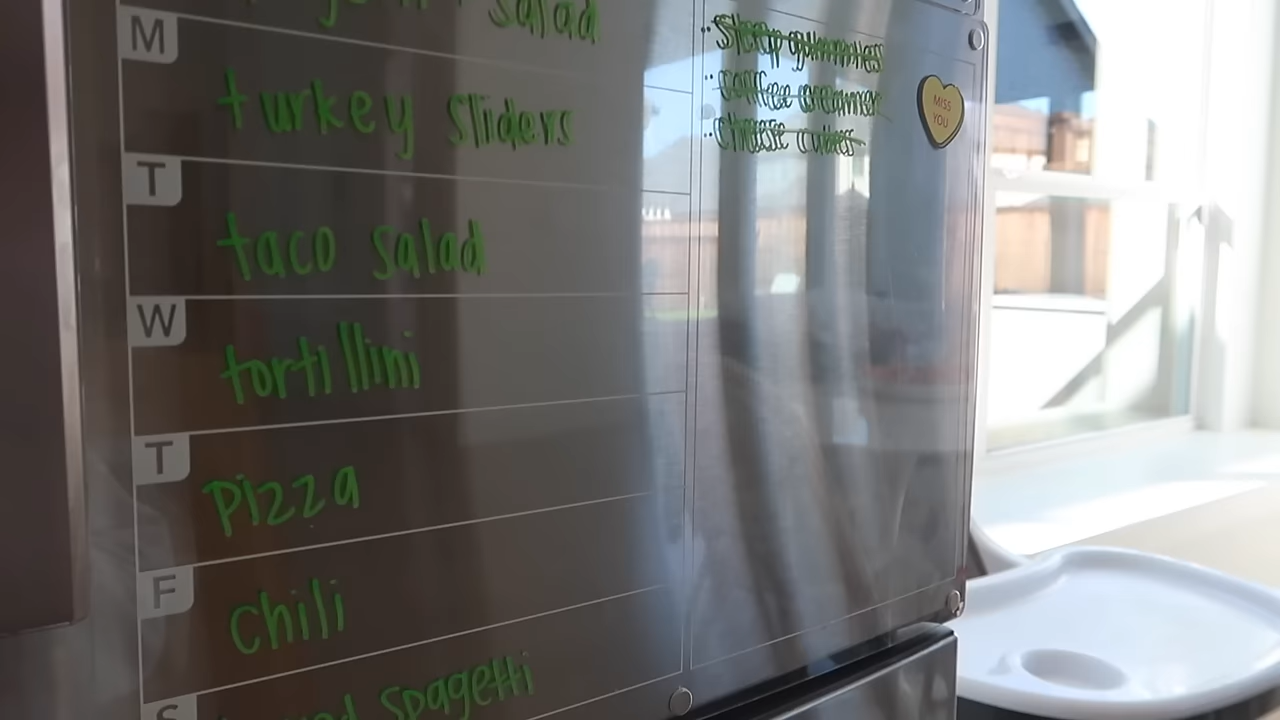 salad
M
turkey sliders
T
taco salad
W
tortillini
T
pizza
F
chili
S
spagetti
coffee creamer
cheese cubes
MISS
YOU